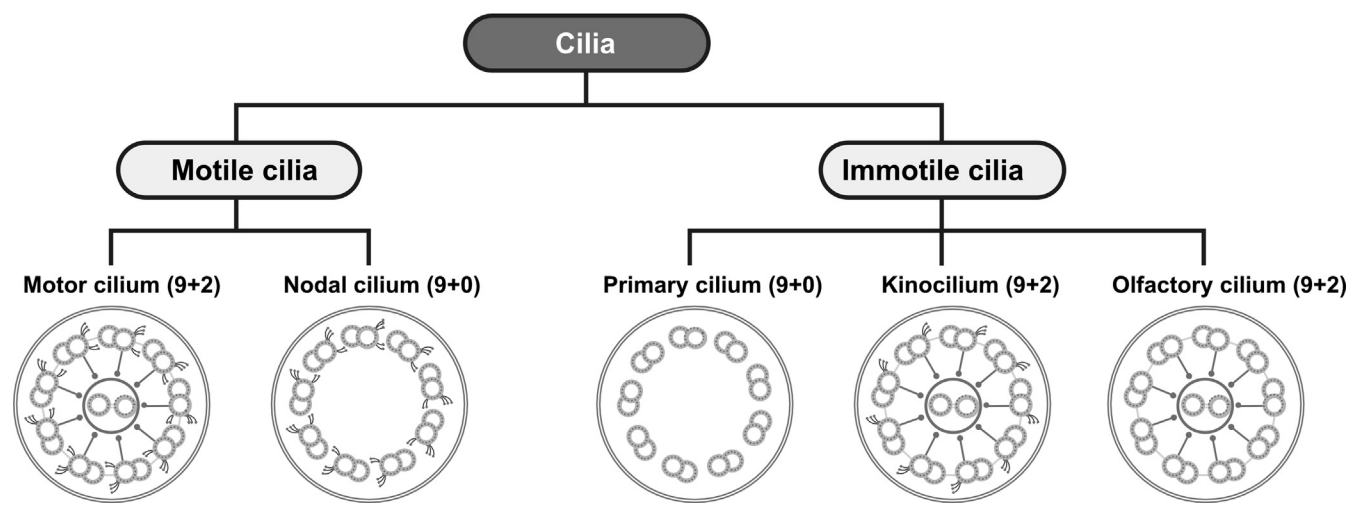 Cilia
Motile cilia
Immotile cilia
Motor cilium (9+2)
Nodal cilium (9+0)
Primary cilium (9+0)
Kinocilium (9+2)
Olfactory cilium (9+2)